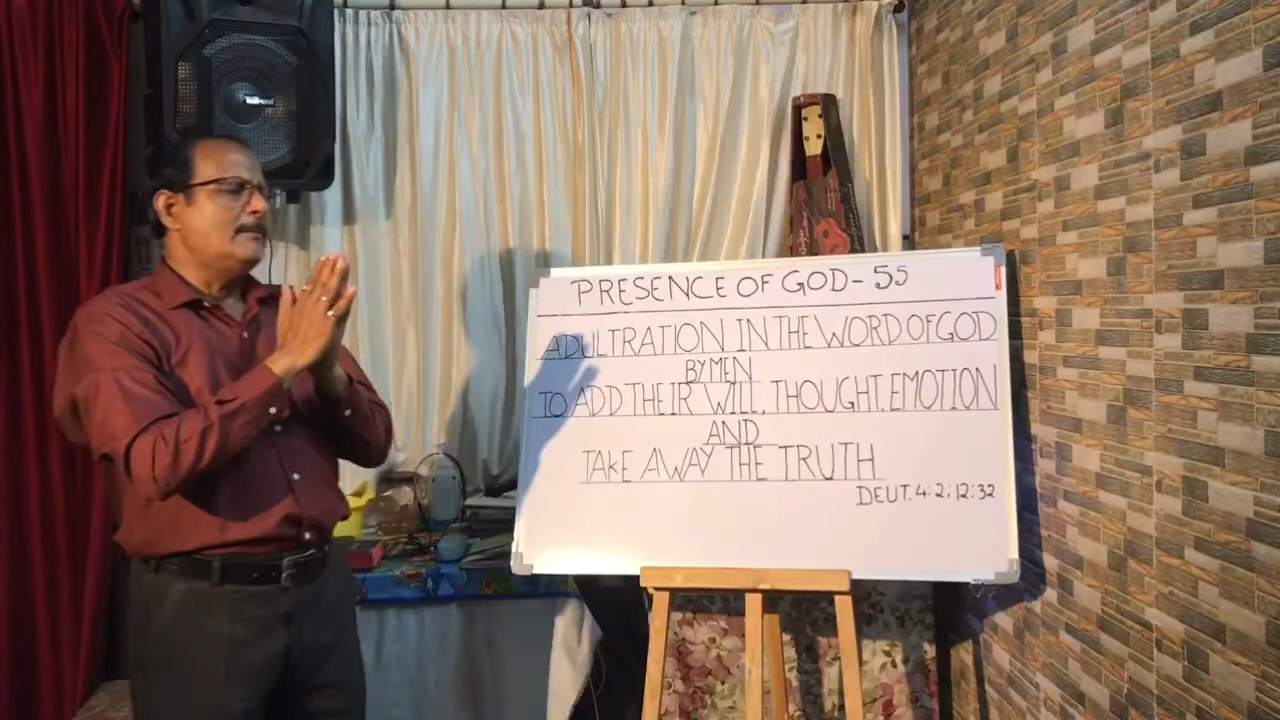 PRESENCE OF GOD - 55
ADULTRATION IN THE WORD OF GOD
BY MEN
TO ADD THEIR WILL, THOUGHT, EMOTION
AND
TAKE AWAY THE TRUTH
DEUT. 4:2; 12:32